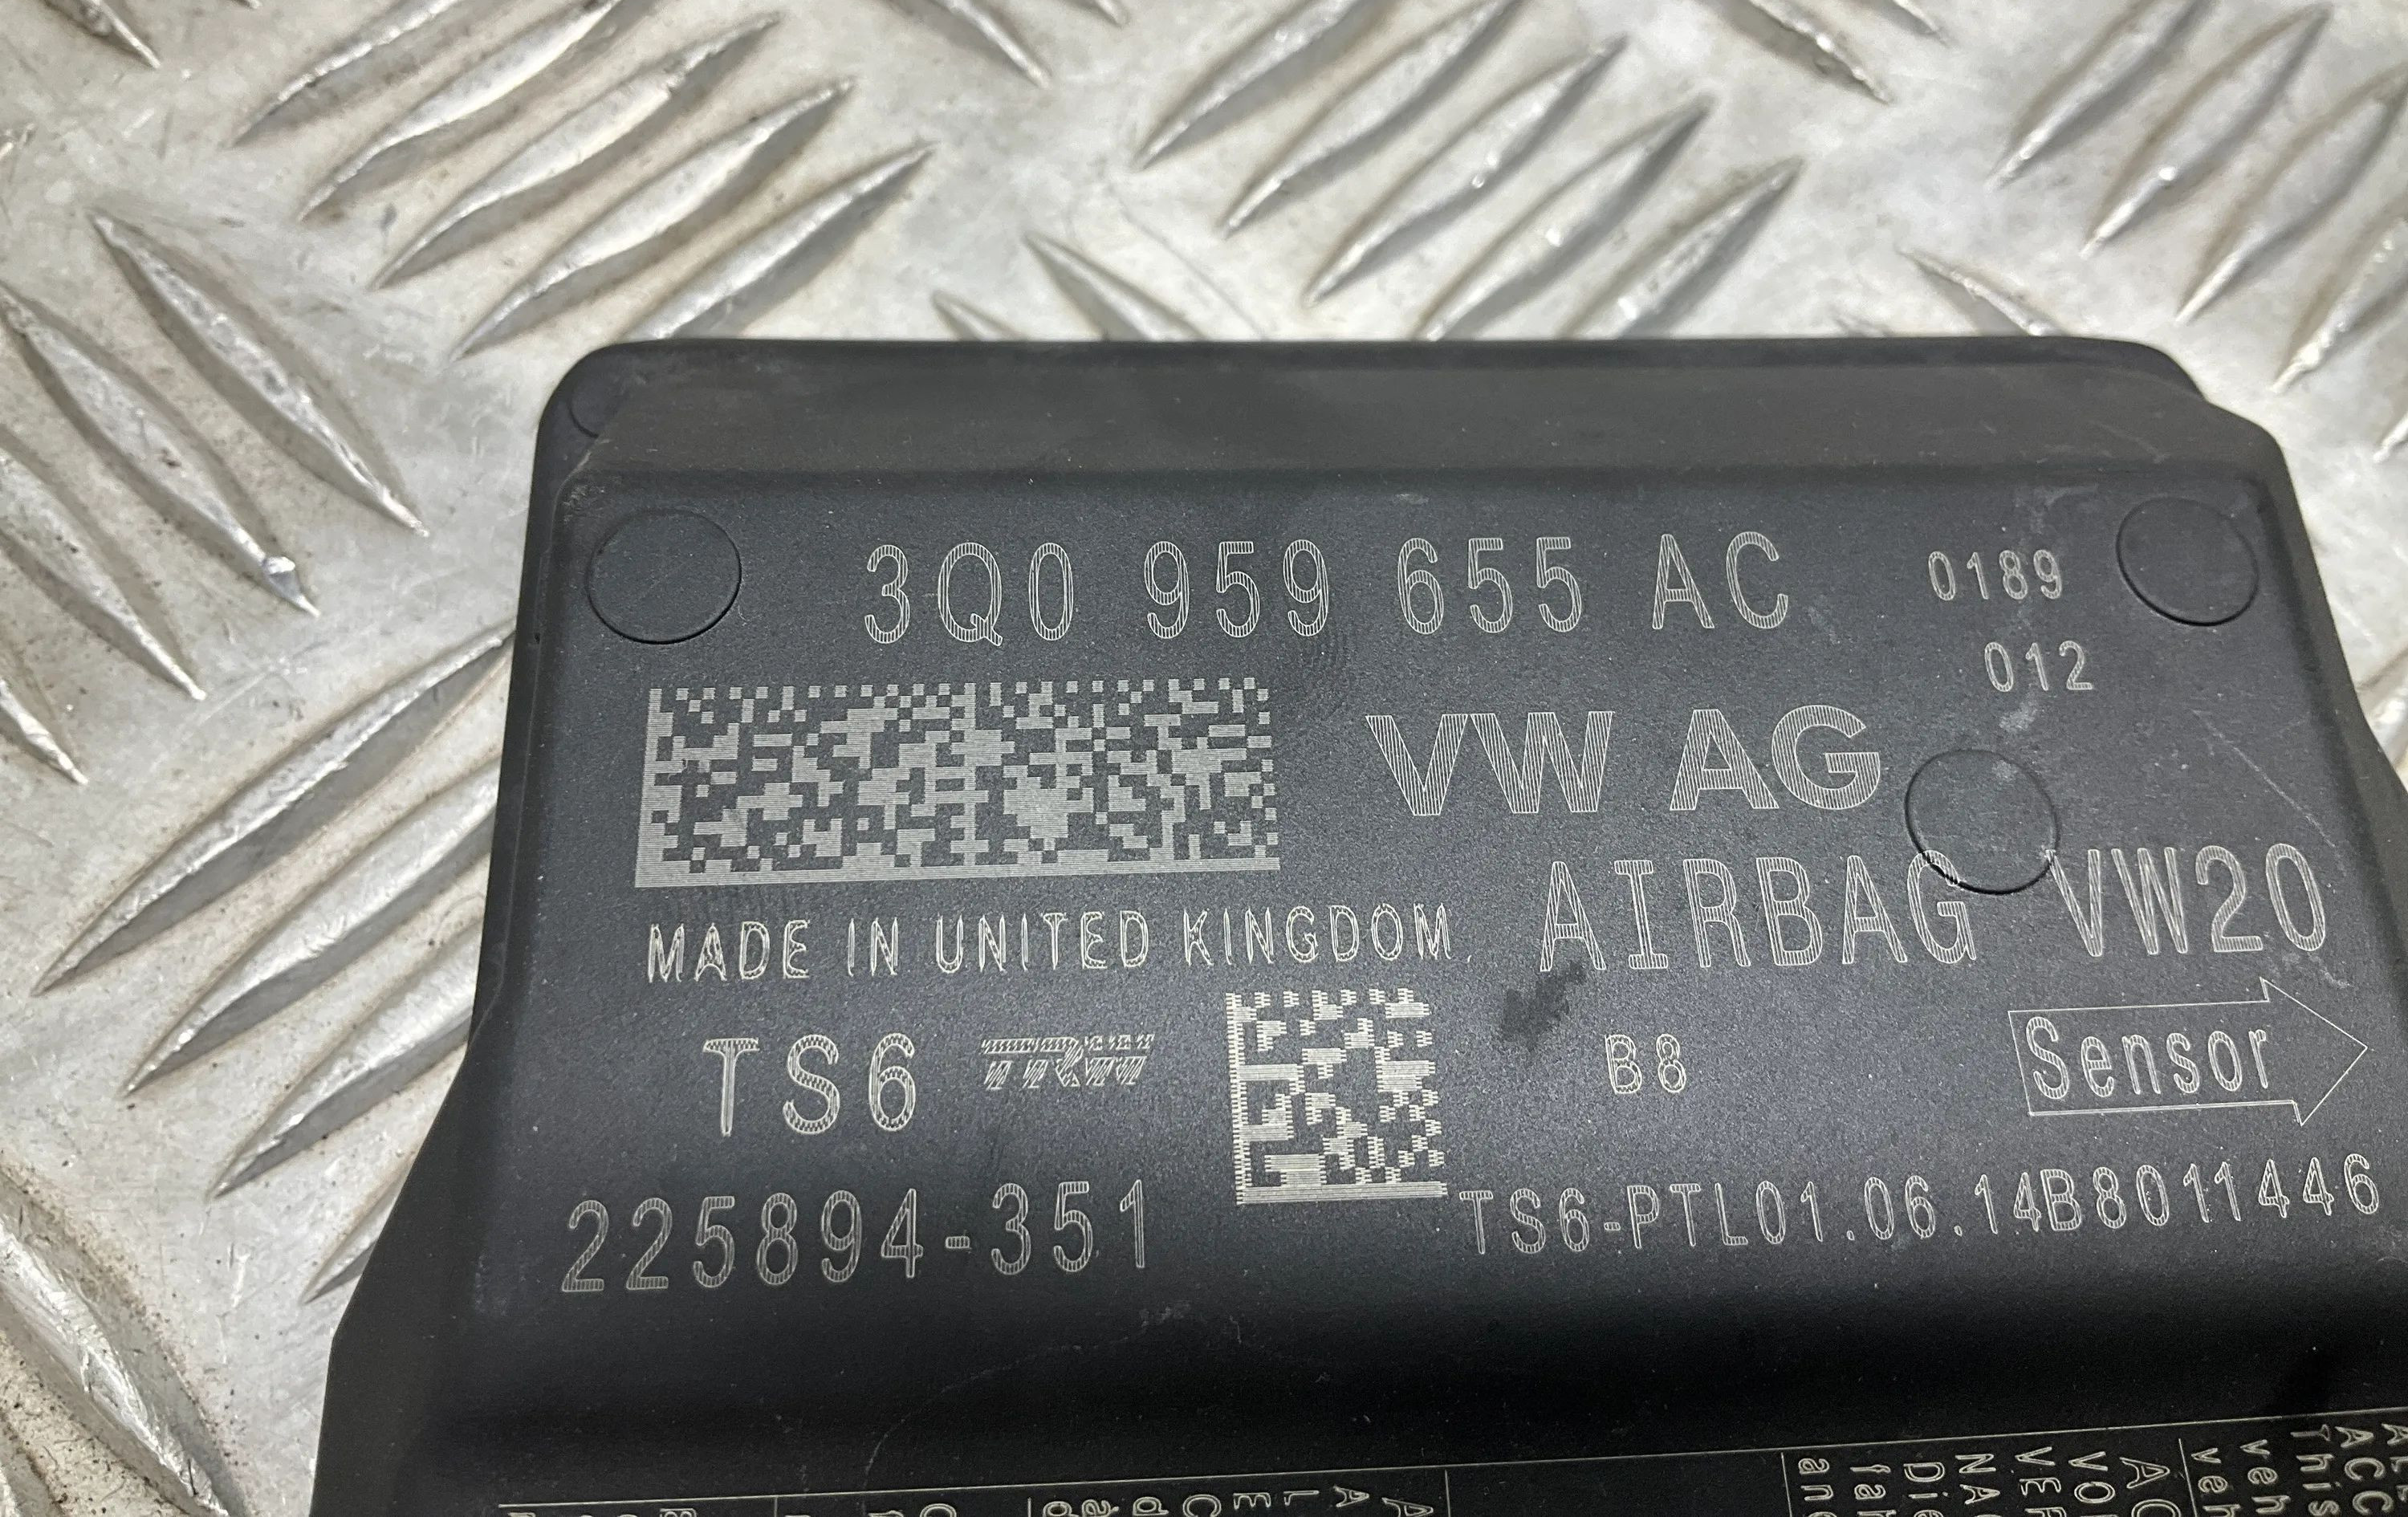 3Q0 959 655 AC 0189
012
VW AG
AIRBAG VW20
MADE IN UNITED KINGDOM.
TS6 TRW B8 Sensor
225894-351 TS6-PTL01.06.14B8011446